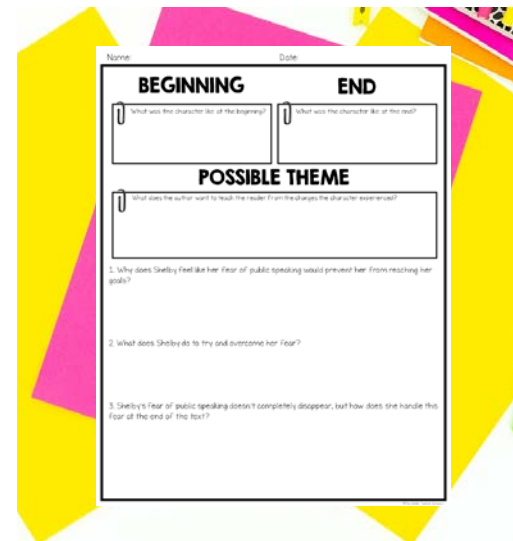 Name: Date:
BEGINNING END
What was the character like at the beginning? What was the character like at the end?
POSSIBLE THEME
What does the author want to teach the reader from the changes the character experienced?
1. Why does Shelby feel like her fear of public speaking would prevent her from reaching her
goals?
2. What does Shelby do to try and overcome her fear?
3. Shelby's fear of public speaking doesn't completely disappear, but how does she handle this
fear at the end of the text?